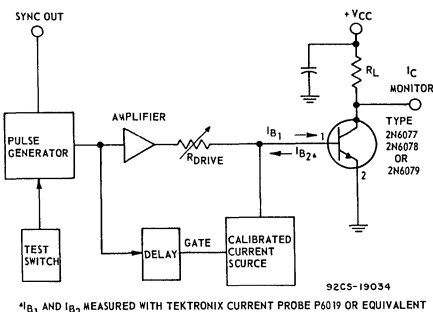 SYNC OUT
+ VCC
RL
IC
MONITOR
AMPLIFIER
PULSE
GENERATOR
RDRIVE
IB1
IB2▲
1
2
TYPE
2N6077
2N6078
OR
2N6079
TEST
SWITCH
DELAY
GATE
CALIBRATED
CURRENT
SOURCE
92CS-19034
▲IB1 AND IB2 MEASURED WITH TEKTRONIX CURRENT PROBE P6019 OR EQUIVALENT